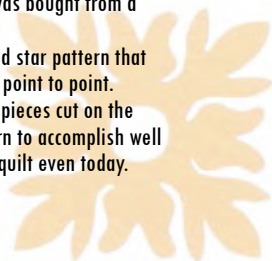 was bought from a
d star pattern that
point to point.
pieces cut on the
rn to accomplish well
quilt even today.